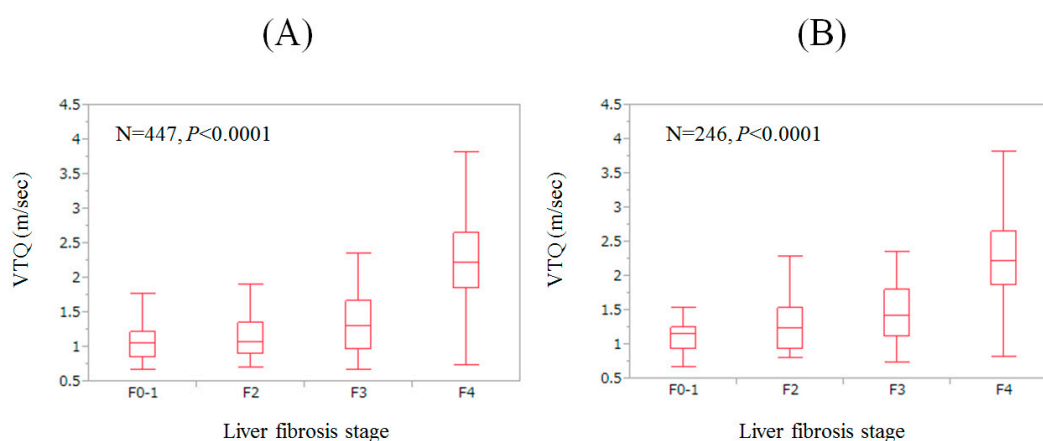 (A)
(B)
N=447, P<0.0001
4.5
4
3.5
3
2.5
2
1.5
1
0.5
VTQ (m/sec)
F0-1 F2 F3 F4
Liver fibrosis stage
N=246, P<0.0001
4.5
4
3.5
3
2.5
2
1.5
1
0.5
VTQ (m/sec)
F0-1 F2 F3 F4
Liver fibrosis stage